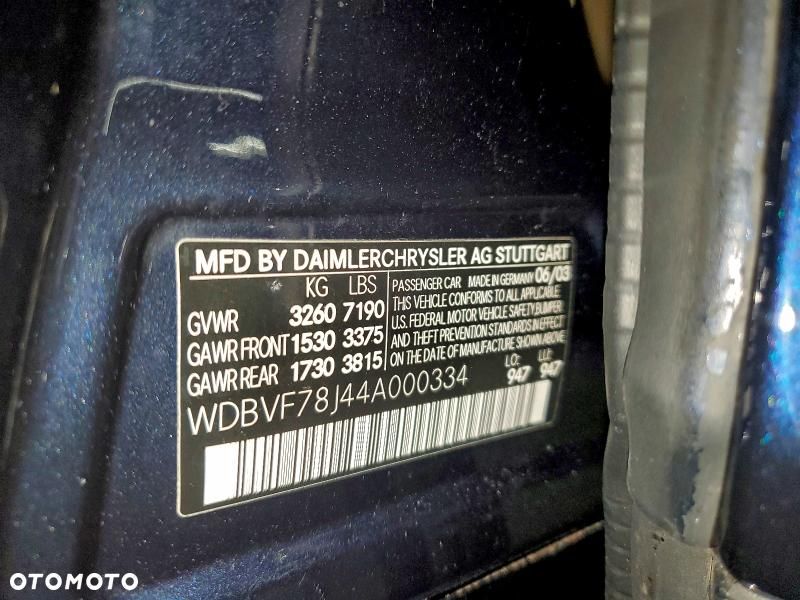 MFD BY DAIMLERCHRYSLER AG STUTTGART
KG LBS
GVWR 3260 7190
GAWR FRONT 1530 3375
GAWR REAR 1730 3815
PASSENGER CAR MADE IN GERMANY 06/03
THIS VEHICLE CONFORMS TO ALL APPLICABLE
U.S. FEDERAL MOTOR VEHICLE SAFETY, BUMPER
AND THEFT PREVENTION STANDARDS IN EFFECT
ON THE DATE OF MANUFACTURE SHOWN ABOVE.
LO: LU:
947 947
WDBVF78J44A000334
OTOMOTO